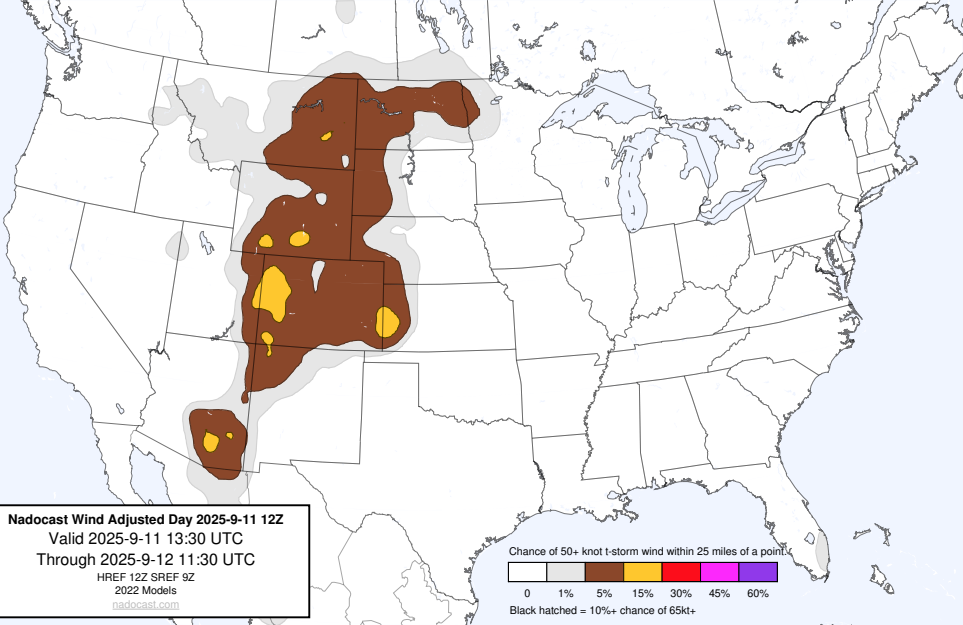 Nadocast Wind Adjusted Day 2025-9-11 12Z
Valid 2025-9-11 13:30 UTC
Through 2025-9-12 11:30 UTC
HREF 12Z SREF 9Z
2022 Models
nadocast.com
Chance of 50+ knot t-storm wind within 25 miles of a point.
0 1% 5% 15% 30% 45% 60%
Black hatched = 10%+ chance of 65kt+